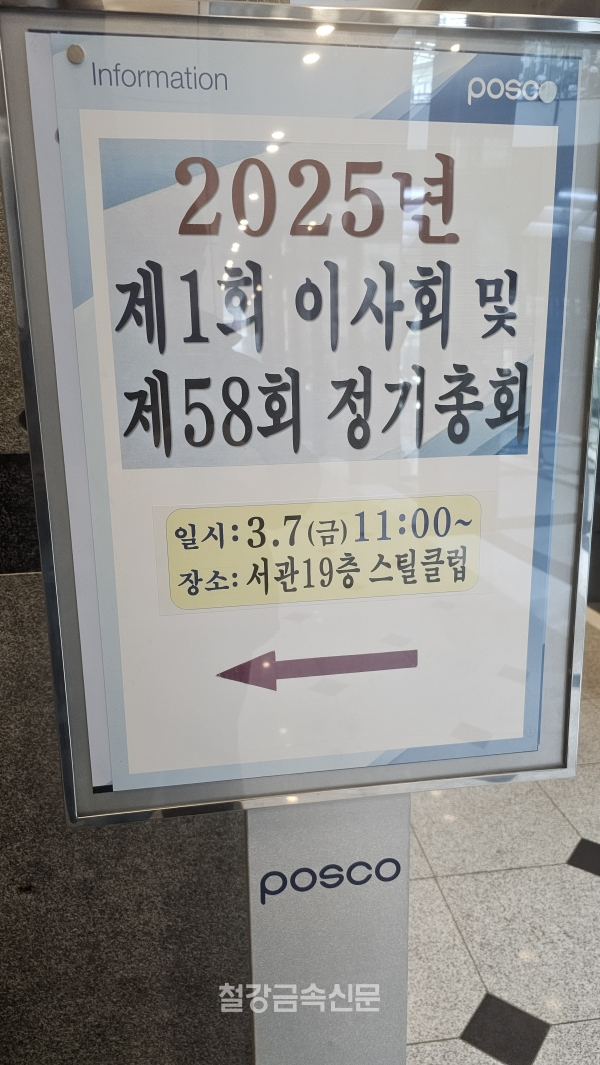 Information
posco
2025년
제1회 이사회 및
제58회 정기총회
일시: 3.7(금) 11:00~
장소: 서관19층 스틸클럽
posco
철강금속신문